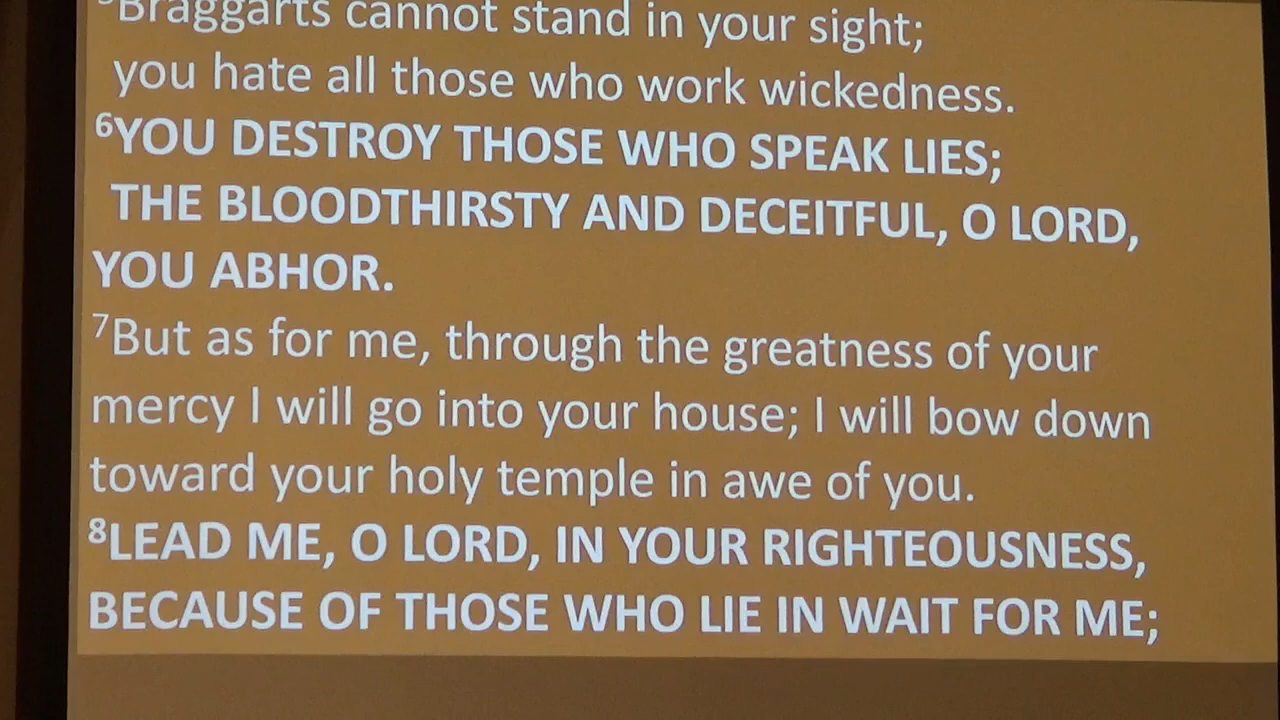 ⁵Braggarts cannot stand in your sight;
you hate all those who work wickedness.
⁶YOU DESTROY THOSE WHO SPEAK LIES;
THE BLOODTHIRSTY AND DECEITFUL, O LORD,
YOU ABHOR.
⁷But as for me, through the greatness of your
mercy I will go into your house; I will bow down
toward your holy temple in awe of you.
⁸LEAD ME, O LORD, IN YOUR RIGHTEOUSNESS,
BECAUSE OF THOSE WHO LIE IN WAIT FOR ME;